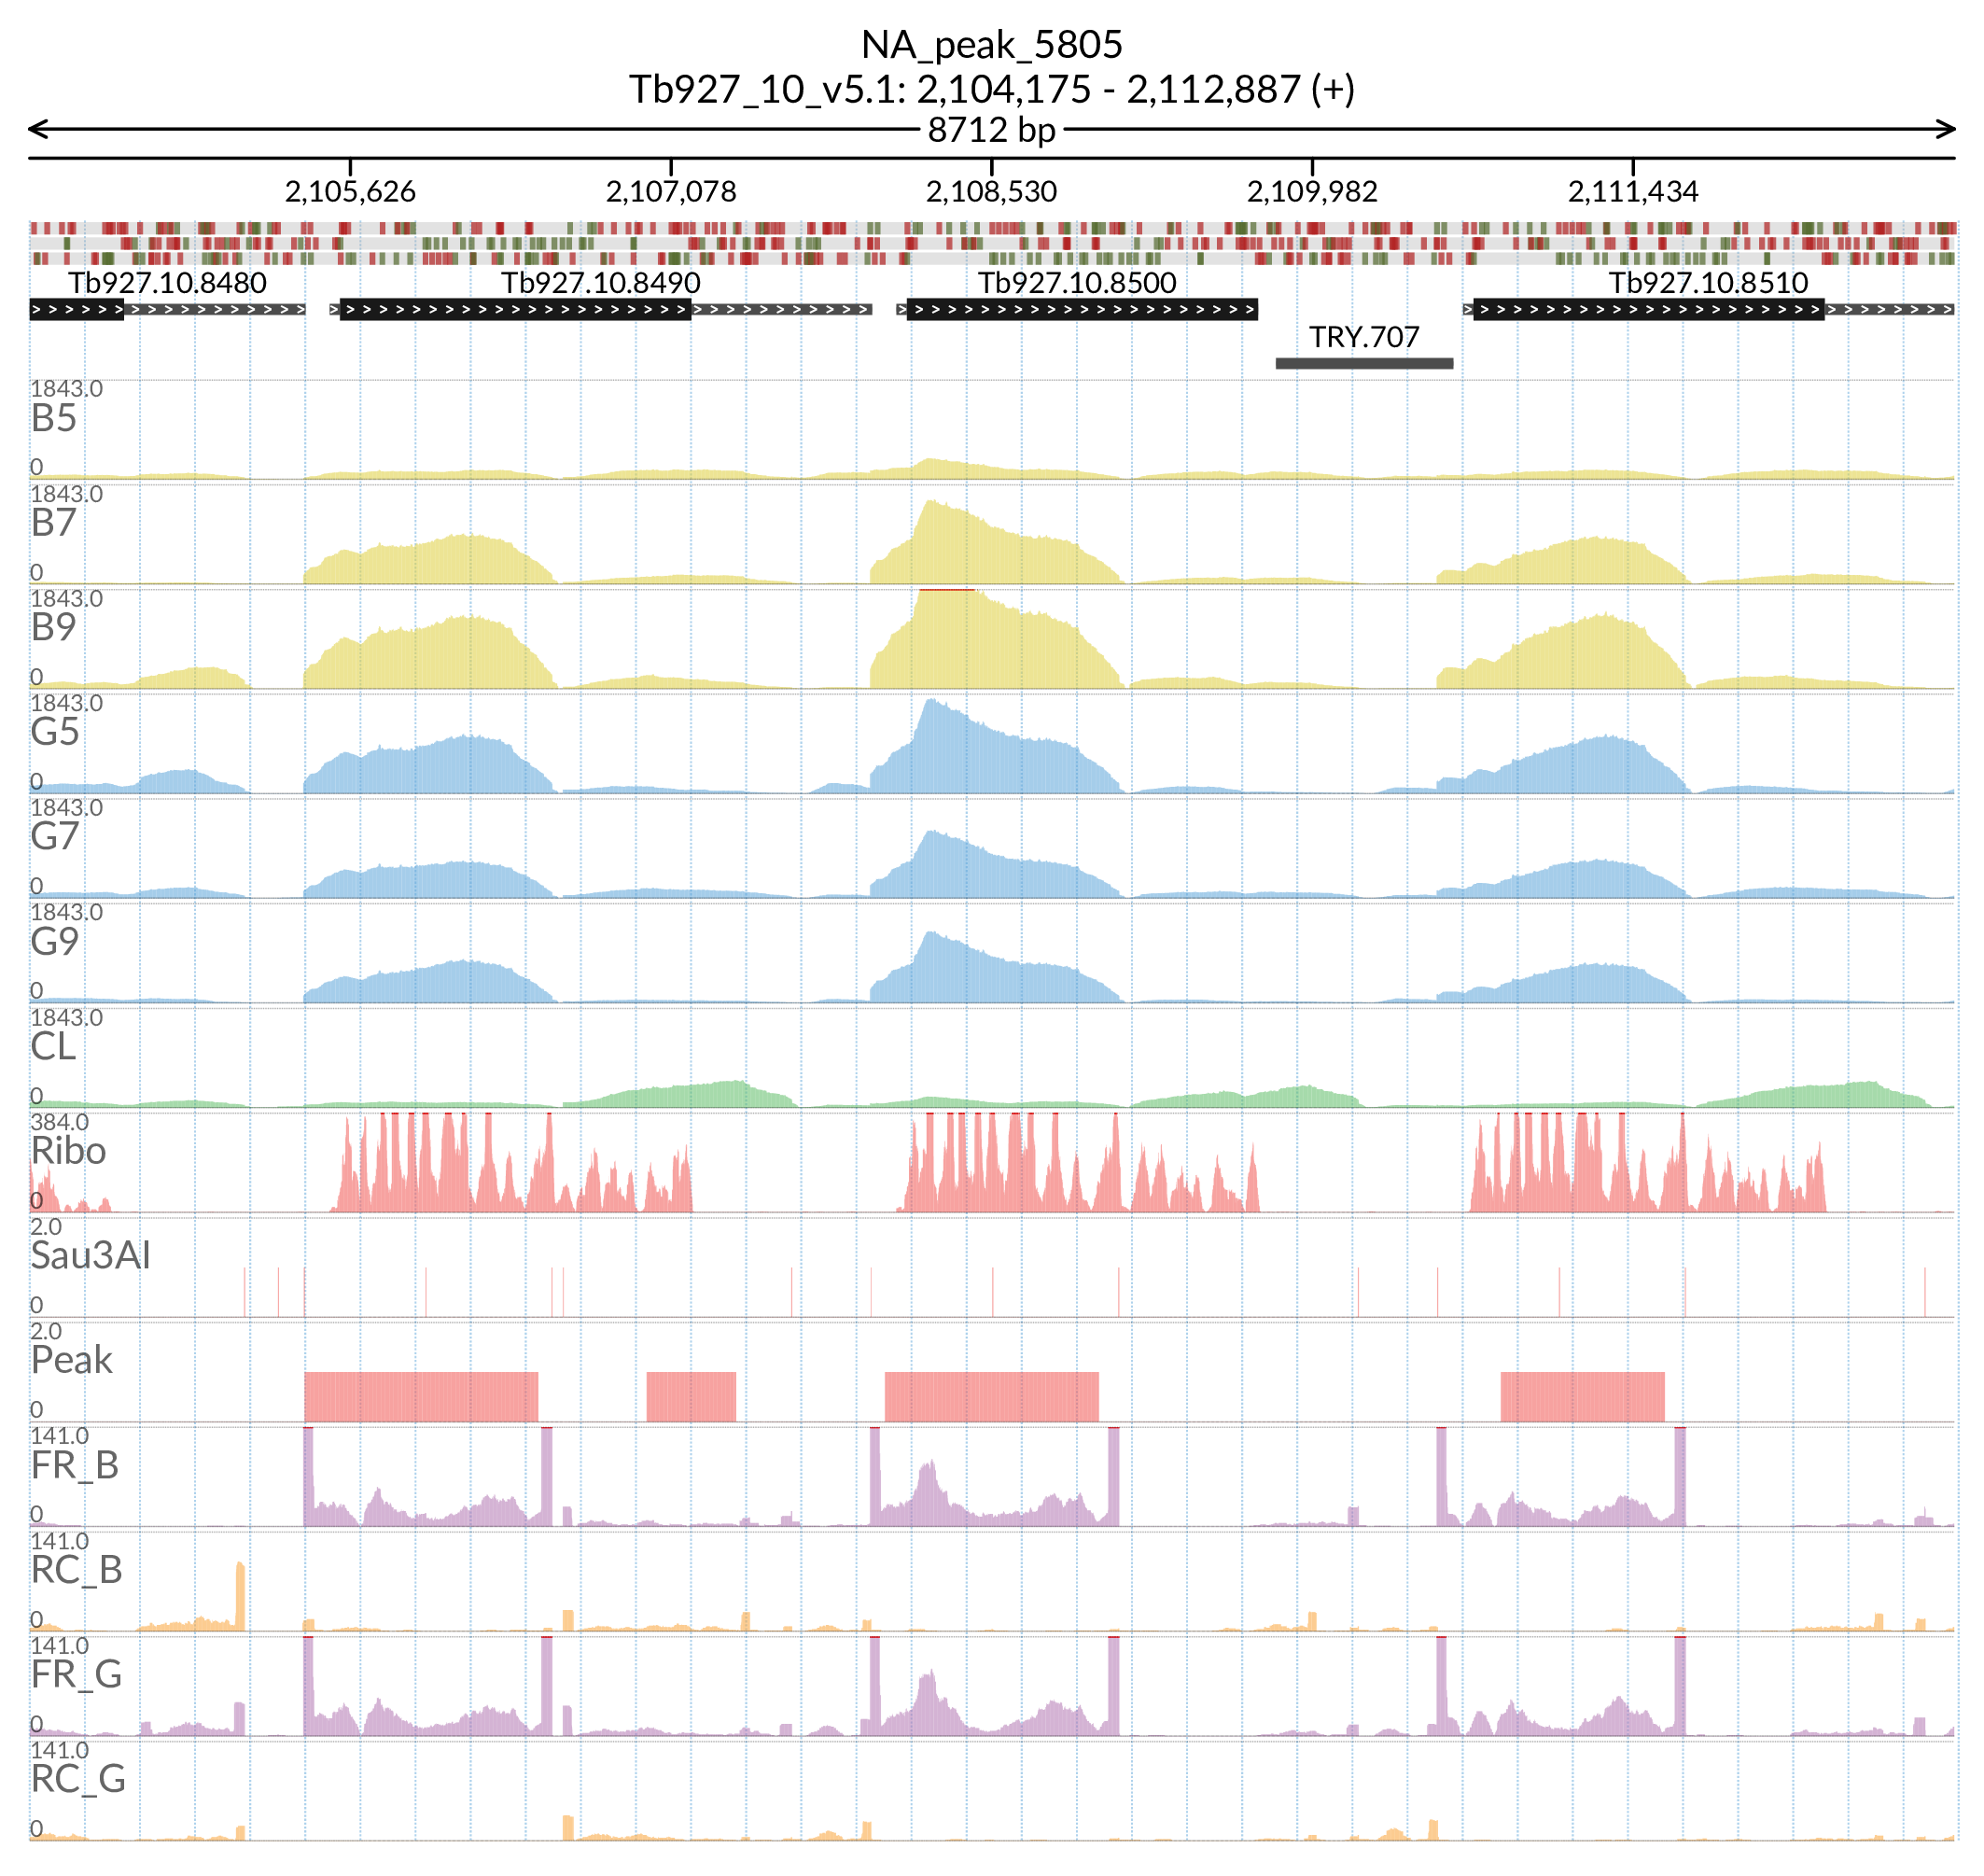 NA_peak_5805
Tb927_10_v5.1: 2,104,175 - 2,112,887 (+)
8712 bp
2,105,626 2,107,078 2,108,530 2,109,982 2,111,434
Tb927.10.8480 Tb927.10.8490 Tb927.10.8500 Tb927.10.8510
TRY.707
1843.0
B5
0
1843.0
B7
0
1843.0
B9
0
1843.0
G5
0
1843.0
G7
0
1843.0
G9
0
1843.0
CL
0
384.0
Ribo
0
2.0
Sau3AI
0
2.0
Peak
0
141.0
FR_B
0
141.0
RC_B
0
141.0
FR_G
0
141.0
RC_G
0